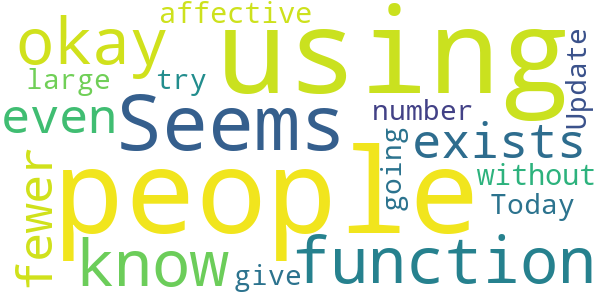 affective
okay
using
large
try
even
Seems
number
Update
exists
going
people
without
fewer
Today
know
give
function